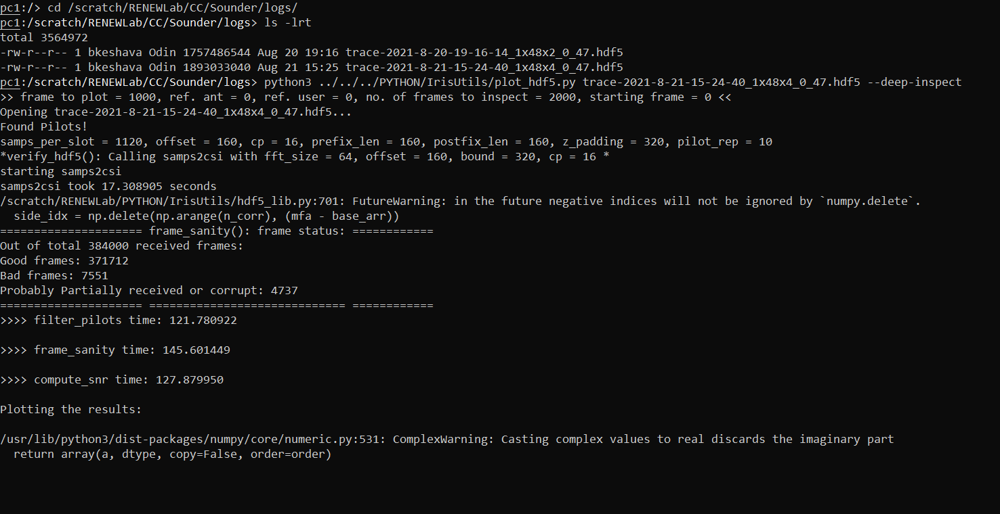 pc1:/> cd /scratch/RENEWLab/CC/Sounder/logs/
pc1:/scratch/RENEWLab/CC/Sounder/logs> ls -lrt
total 3564972
-rw-r--r-- 1 bkeshava Odin 1757486544 Aug 20 19:16 trace-2021-8-20-19-16-14_1x48x2_0_47.hdf5
-rw-r--r-- 1 bkeshava Odin 1893033040 Aug 21 15:25 trace-2021-8-21-15-24-40_1x48x4_0_47.hdf5
pc1:/scratch/RENEWLab/CC/Sounder/logs> python3 ../../../PYTHON/IrisUtils/plot_hdf5.py trace-2021-8-21-15-24-40_1x48x4_0_47.hdf5 --deep-inspect
>> frame to plot = 1000, ref. ant = 0, ref. user = 0, no. of frames to inspect = 2000, starting frame = 0 <<
Opening trace-2021-8-21-15-24-40_1x48x4_0_47.hdf5...
Found Pilots!
samps_per_slot = 1120, offset = 160, cp = 16, prefix_len = 160, postfix_len = 160, z_padding = 320, pilot_rep = 10
*verify_hdf5(): Calling samps2csi with fft_size = 64, offset = 160, bound = 320, cp = 16 *
starting samps2csi
samps2csi took 17.308905 seconds
/scratch/RENEWLab/PYTHON/IrisUtils/hdf5_lib.py:701: FutureWarning: in the future negative indices will not be ignored by `numpy.delete`.
  side_idx = np.delete(np.arange(n_corr), (mfa - base_arr))
===================== frame_sanity(): frame status: ============
Out of total 384000 received frames:
Good frames: 371712
Bad frames: 7551
Probably Partially received or corrupt: 4737
===================== ============================= ============
>>>> filter_pilots time: 121.780922
>>>> frame_sanity time: 145.601449
>>>> compute_snr time: 127.879950
Plotting the results:
/usr/lib/python3/dist-packages/numpy/core/numeric.py:531: ComplexWarning: Casting complex values to real discards the imaginary part
  return array(a, dtype, copy=False, order=order)